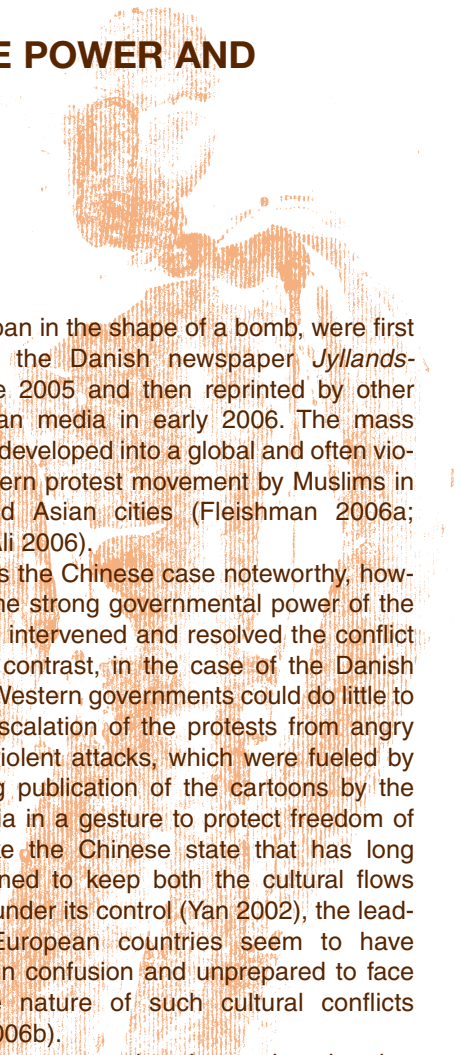 E POWER AND
ban in the shape of a bomb, were first
the Danish newspaper Jyllands-
e 2005 and then reprinted by other
an media in early 2006. The mass
developed into a global and often vio-
ern protest movement by Muslims in
d Asian cities (Fleishman 2006a;
Ali 2006).
s the Chinese case noteworthy, how-
he strong governmental power of the
intervened and resolved the conflict
contrast, in the case of the Danish
Western governments could do little to
scalation of the protests from angry
iolent attacks, which were fueled by
g publication of the cartoons by the
ia in a gesture to protect freedom of
ke the Chinese state that has long
ned to keep both the cultural flows
under its control (Yan 2002), the lead-
European countries seem to have
in confusion and unprepared to face
e nature of such cultural conflicts
006b).